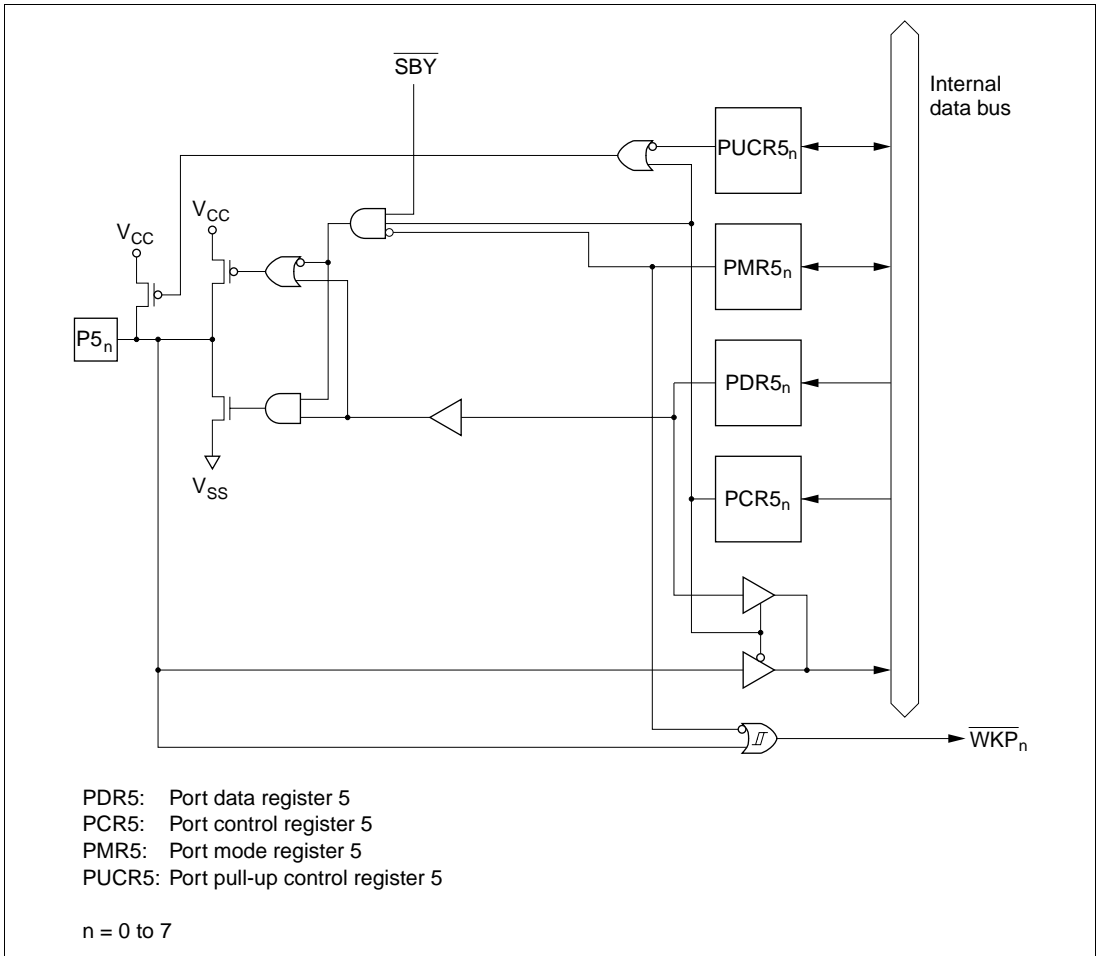 SBY
Internal
data bus
PUCR5n
VCC
VCC
PMR5n
P5n
PDR5n
VSS
PCR5n
WKPn
PDR5: Port data register 5
PCR5: Port control register 5
PMR5: Port mode register 5
PUCR5: Port pull-up control register 5
n = 0 to 7